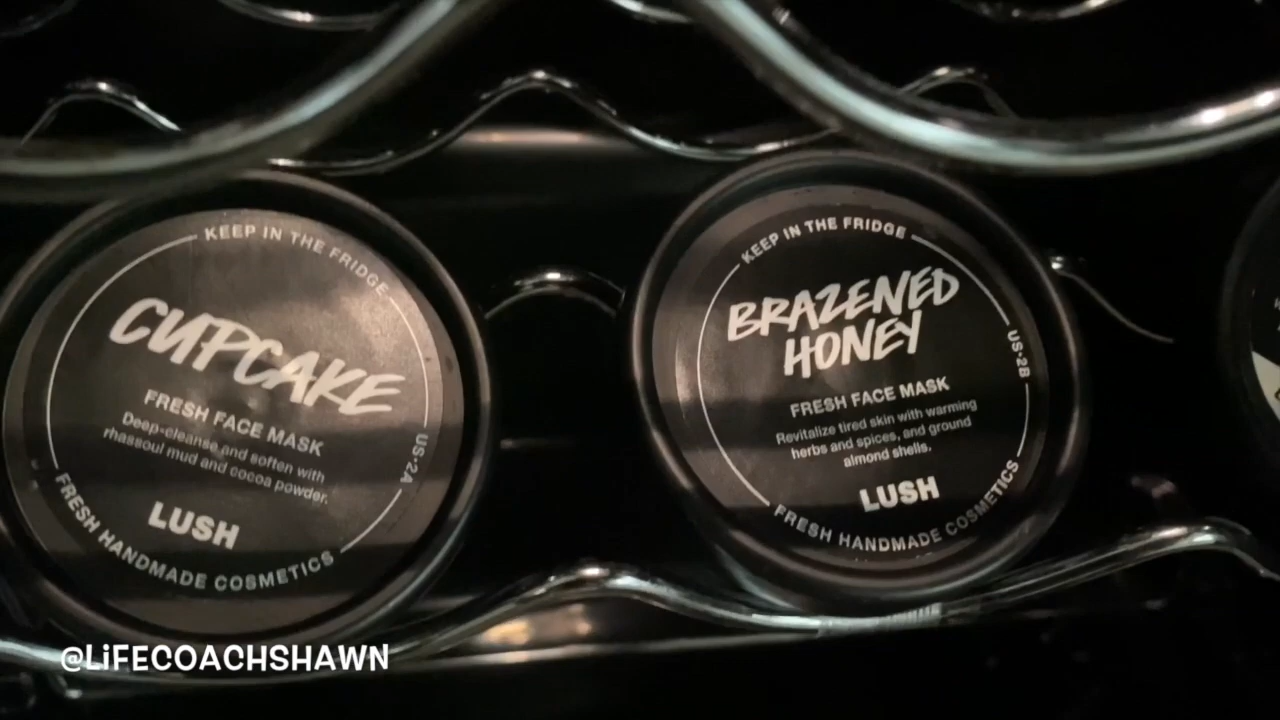 KEEP IN THE FRIDGE
CUPCAKE
FRESH FACE MASK
Deep-cleanse and soften with
rhassoul mud and cocoa powder.
US-2A
LUSH
FRESH HANDMADE COSMETICS
KEEP IN THE FRIDGE
BRAZENED
HONEY
US-2B
FRESH FACE MASK
Revitalize tired skin with warming
herbs and spices, and ground
almond shells.
LUSH
FRESH HANDMADE COSMETICS
@LiFECOACHSHAWN